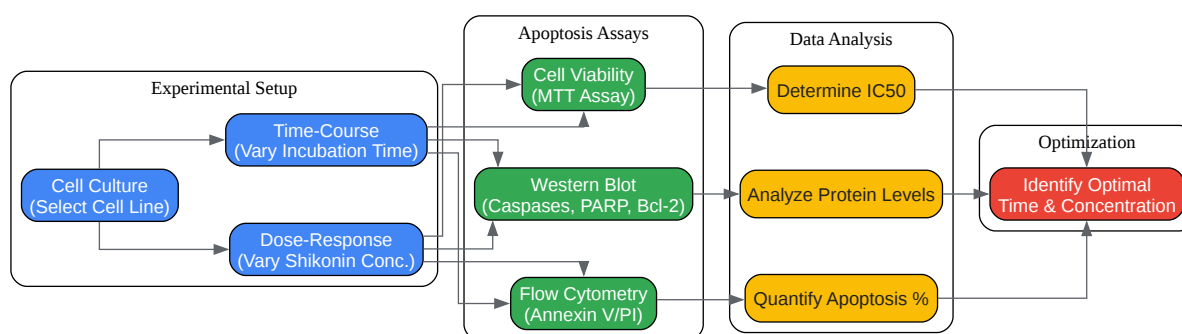 Experimental Setup
Cell Culture
(Select Cell Line)
Time-Course
(Vary Incubation Time)
Dose-Response
(Vary Shikonin Conc.)
Apoptosis Assays
Cell Viability
(MTT Assay)
Western Blot
(Caspases, PARP, Bcl-2)
Flow Cytometry
(Annexin V/PI)
Data Analysis
Determine IC50
Analyze Protein Levels
Quantify Apoptosis %
Optimization
Identify Optimal
Time & Concentration